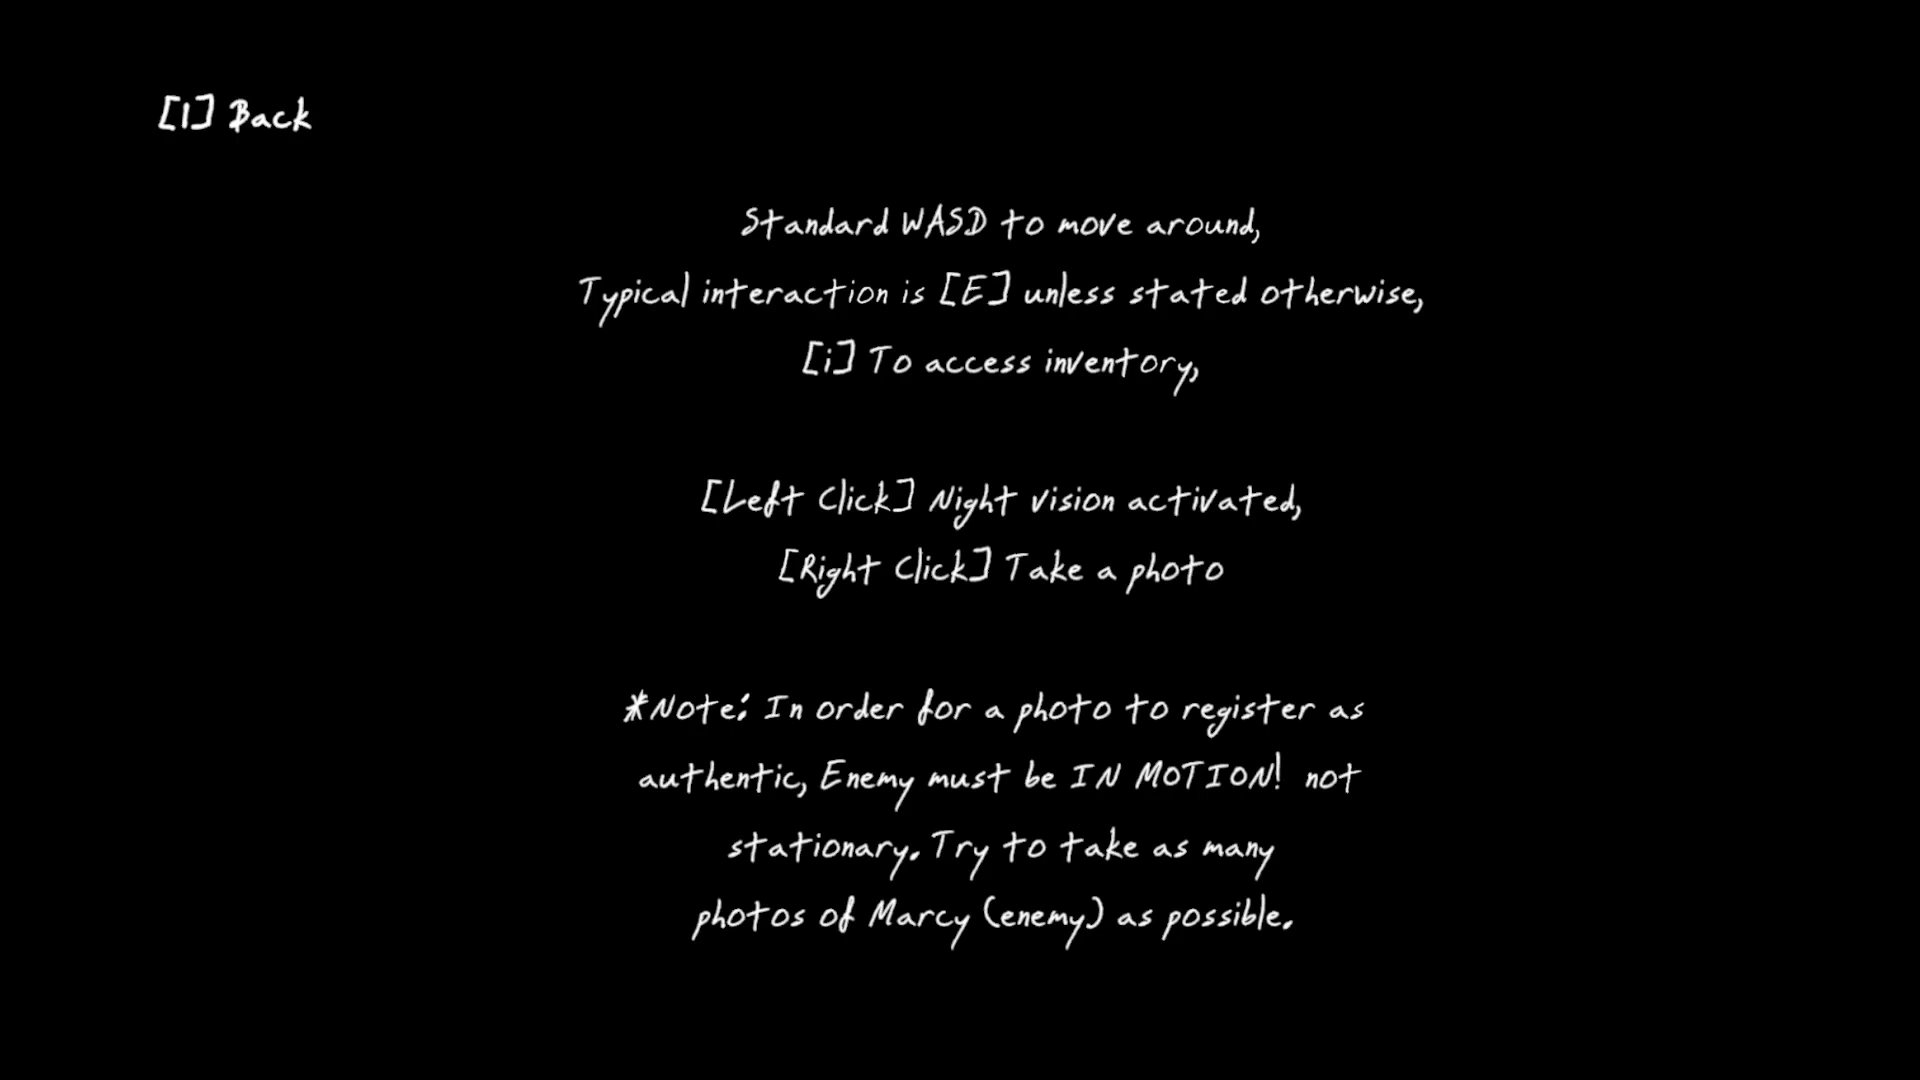 [1] Back
Standard WASD to move around,
Typical interaction is [E] unless stated otherwise,
[i] To access inventory,
[Left Click] Night vision activated,
[Right Click] Take a photo
*Note: In order for a photo to register as
authentic, Enemy must be IN MOTION! not
stationary. Try to take as many
photos of Marcy (enemy) as possible.